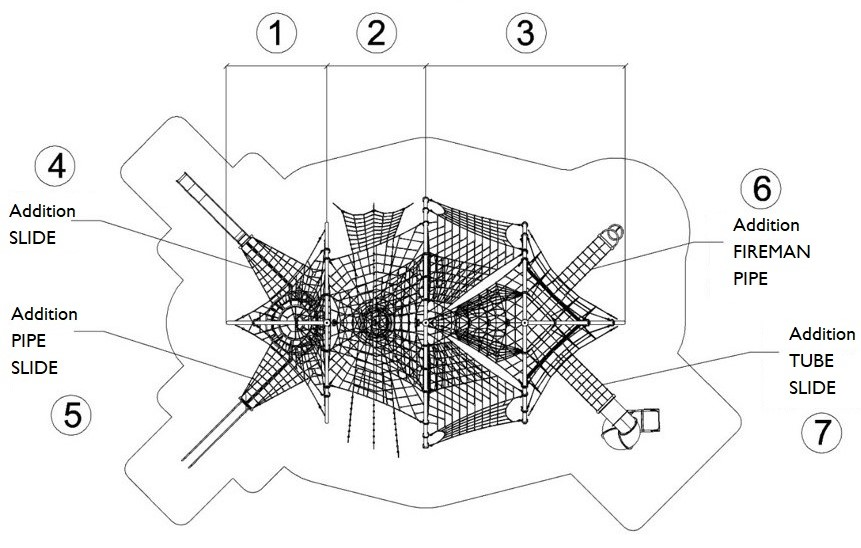 1
2
3
4
Addition
SLIDE
Addition
PIPE
SLIDE
5
6
Addition
FIREMAN
PIPE
Addition
TUBE
SLIDE
7